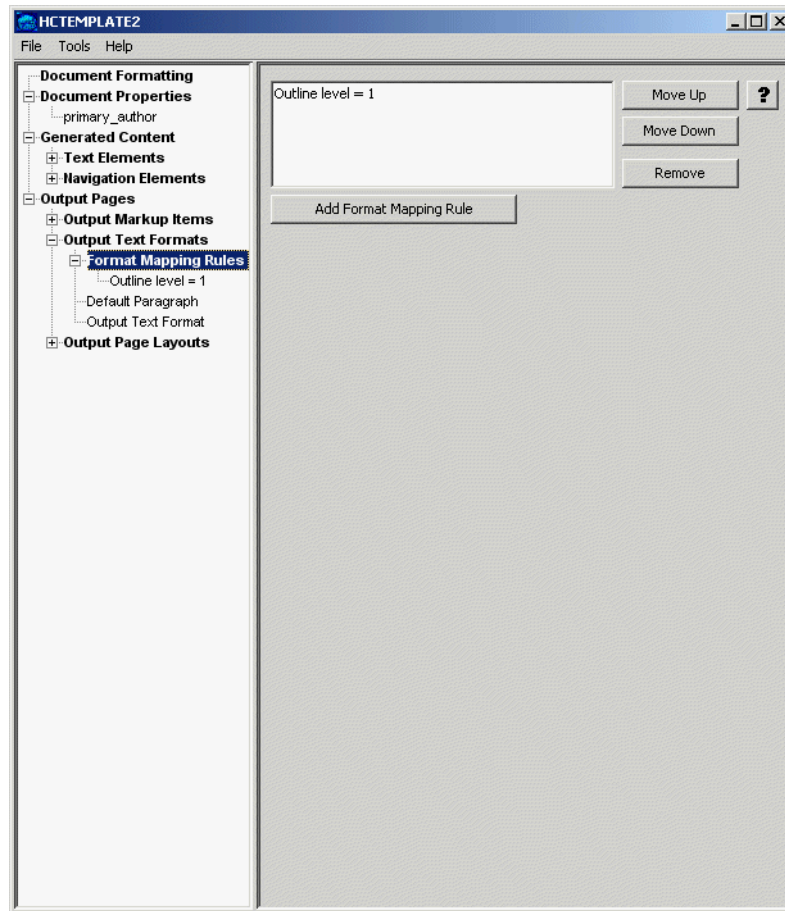 HCTEMPLATE2
File Tools Help
Document Formatting
Document Properties
primary_author
Generated Content
Text Elements
Navigation Elements
Output Pages
Output Markup Items
Output Text Formats
Format Mapping Rules
Outline level = 1
Default Paragraph
Output Text Format
Output Page Layouts
Outline level = 1
Move Up
?
Move Down
Remove
Add Format Mapping Rule